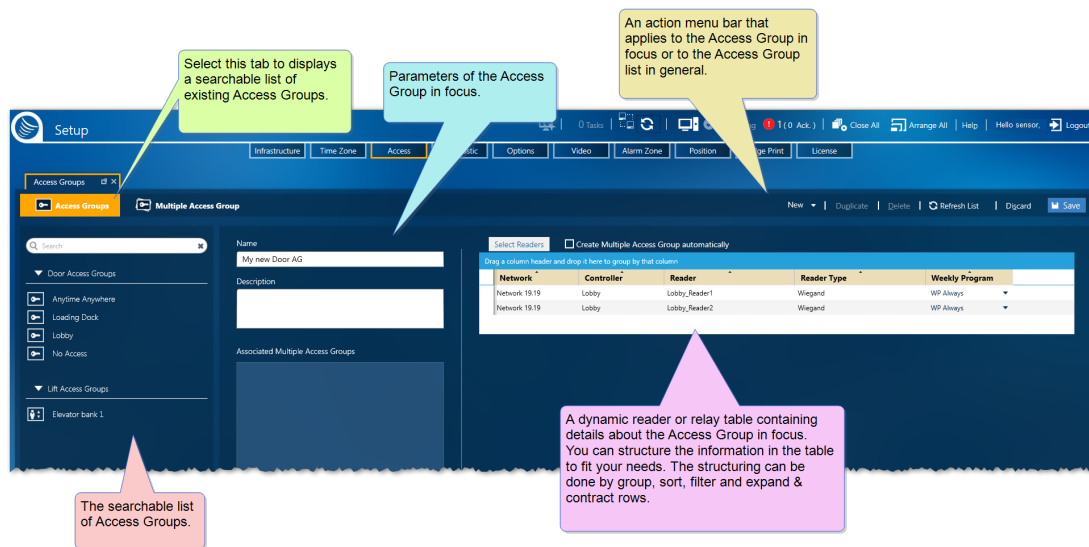 An action menu bar that
applies to the Access Group in
focus or to the Access Group
list in general.
Select this tab to displays
a searchable list of
existing Access Groups.
Parameters of the Access
Group in focus.
Setup
0 Tasks
1 ( 0 Ack. )
Close All
Arrange All
Help
Hello sensor,
Logout
Infrastructure
Time Zone
Access
Options
Video
Alarm Zone
Position
Print
License
Access Groups
Access Groups
Multiple Access Group
New
Duplicate
Delete
Refresh List
Discard
Save
Search
Name
My new Door AG
Description
Associated Multiple Access Groups
Door Access Groups
Anytime Anywhere
Loading Dock
Lobby
No Access
Lift Access Groups
Elevator bank 1
Select Readers
Create Multiple Access Group automatically
Drag a column header and drop it here to group by that column
Network Controller Reader Reader Type Weekly Program
Network 19.19 Lobby Lobby_Reader1 Wiegand WP Always
Network 19.19 Lobby Lobby_Reader2 Wiegand WP Always
A dynamic reader or relay table containing
details about the Access Group in focus.
You can structure the information in the table
to fit your needs. The structuring can be
done by group, sort, filter and expand &
contract rows.
The searchable list
of Access Groups.